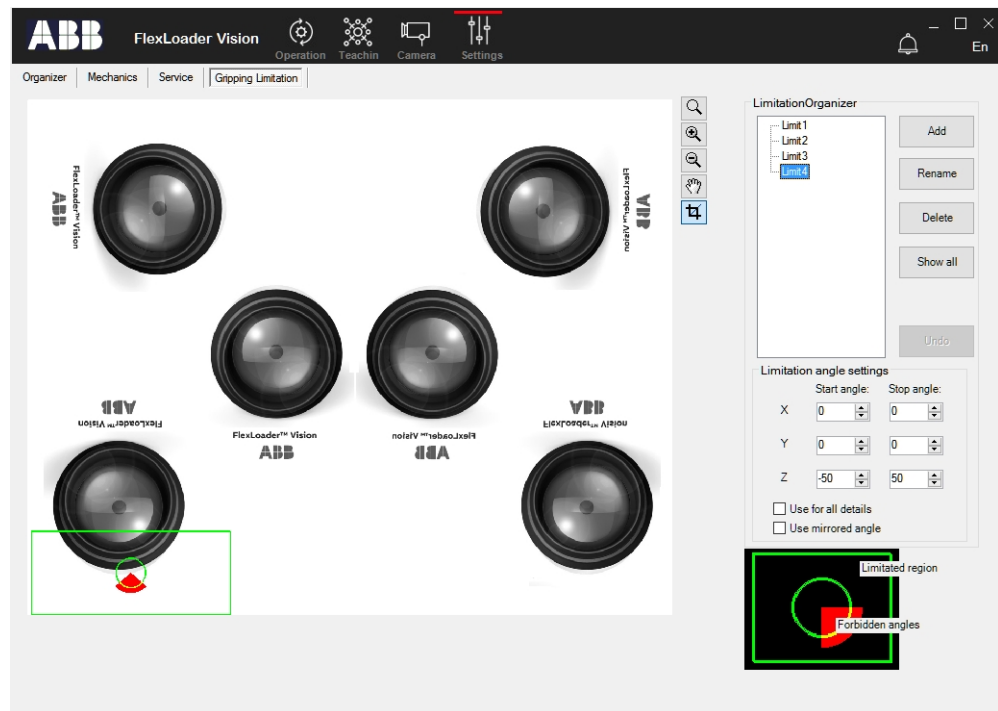 ABB FlexLoader Vision
Operation Teachin Camera Settings
En
Organizer Mechanics Service Gripping Limitation
FlexLoader™ Vision
ABB
FlexLoader™ Vision
ABB
ABB
FlexLoader™ Vision
FlexLoader™ Vision
ABB
FlexLoader™ Vision
ABB
ABB
FlexLoader™ Vision
LimitationOrganizer
Limit1
Limit2
Limit3
Limit4
Add
Rename
Delete
Show all
Undo
Limitation angle settings
Start angle: Stop angle:
X 0 0
Y 0 0
Z -50 50
Use for all details
Use mirrored angle
Limitated region
Forbidden angles